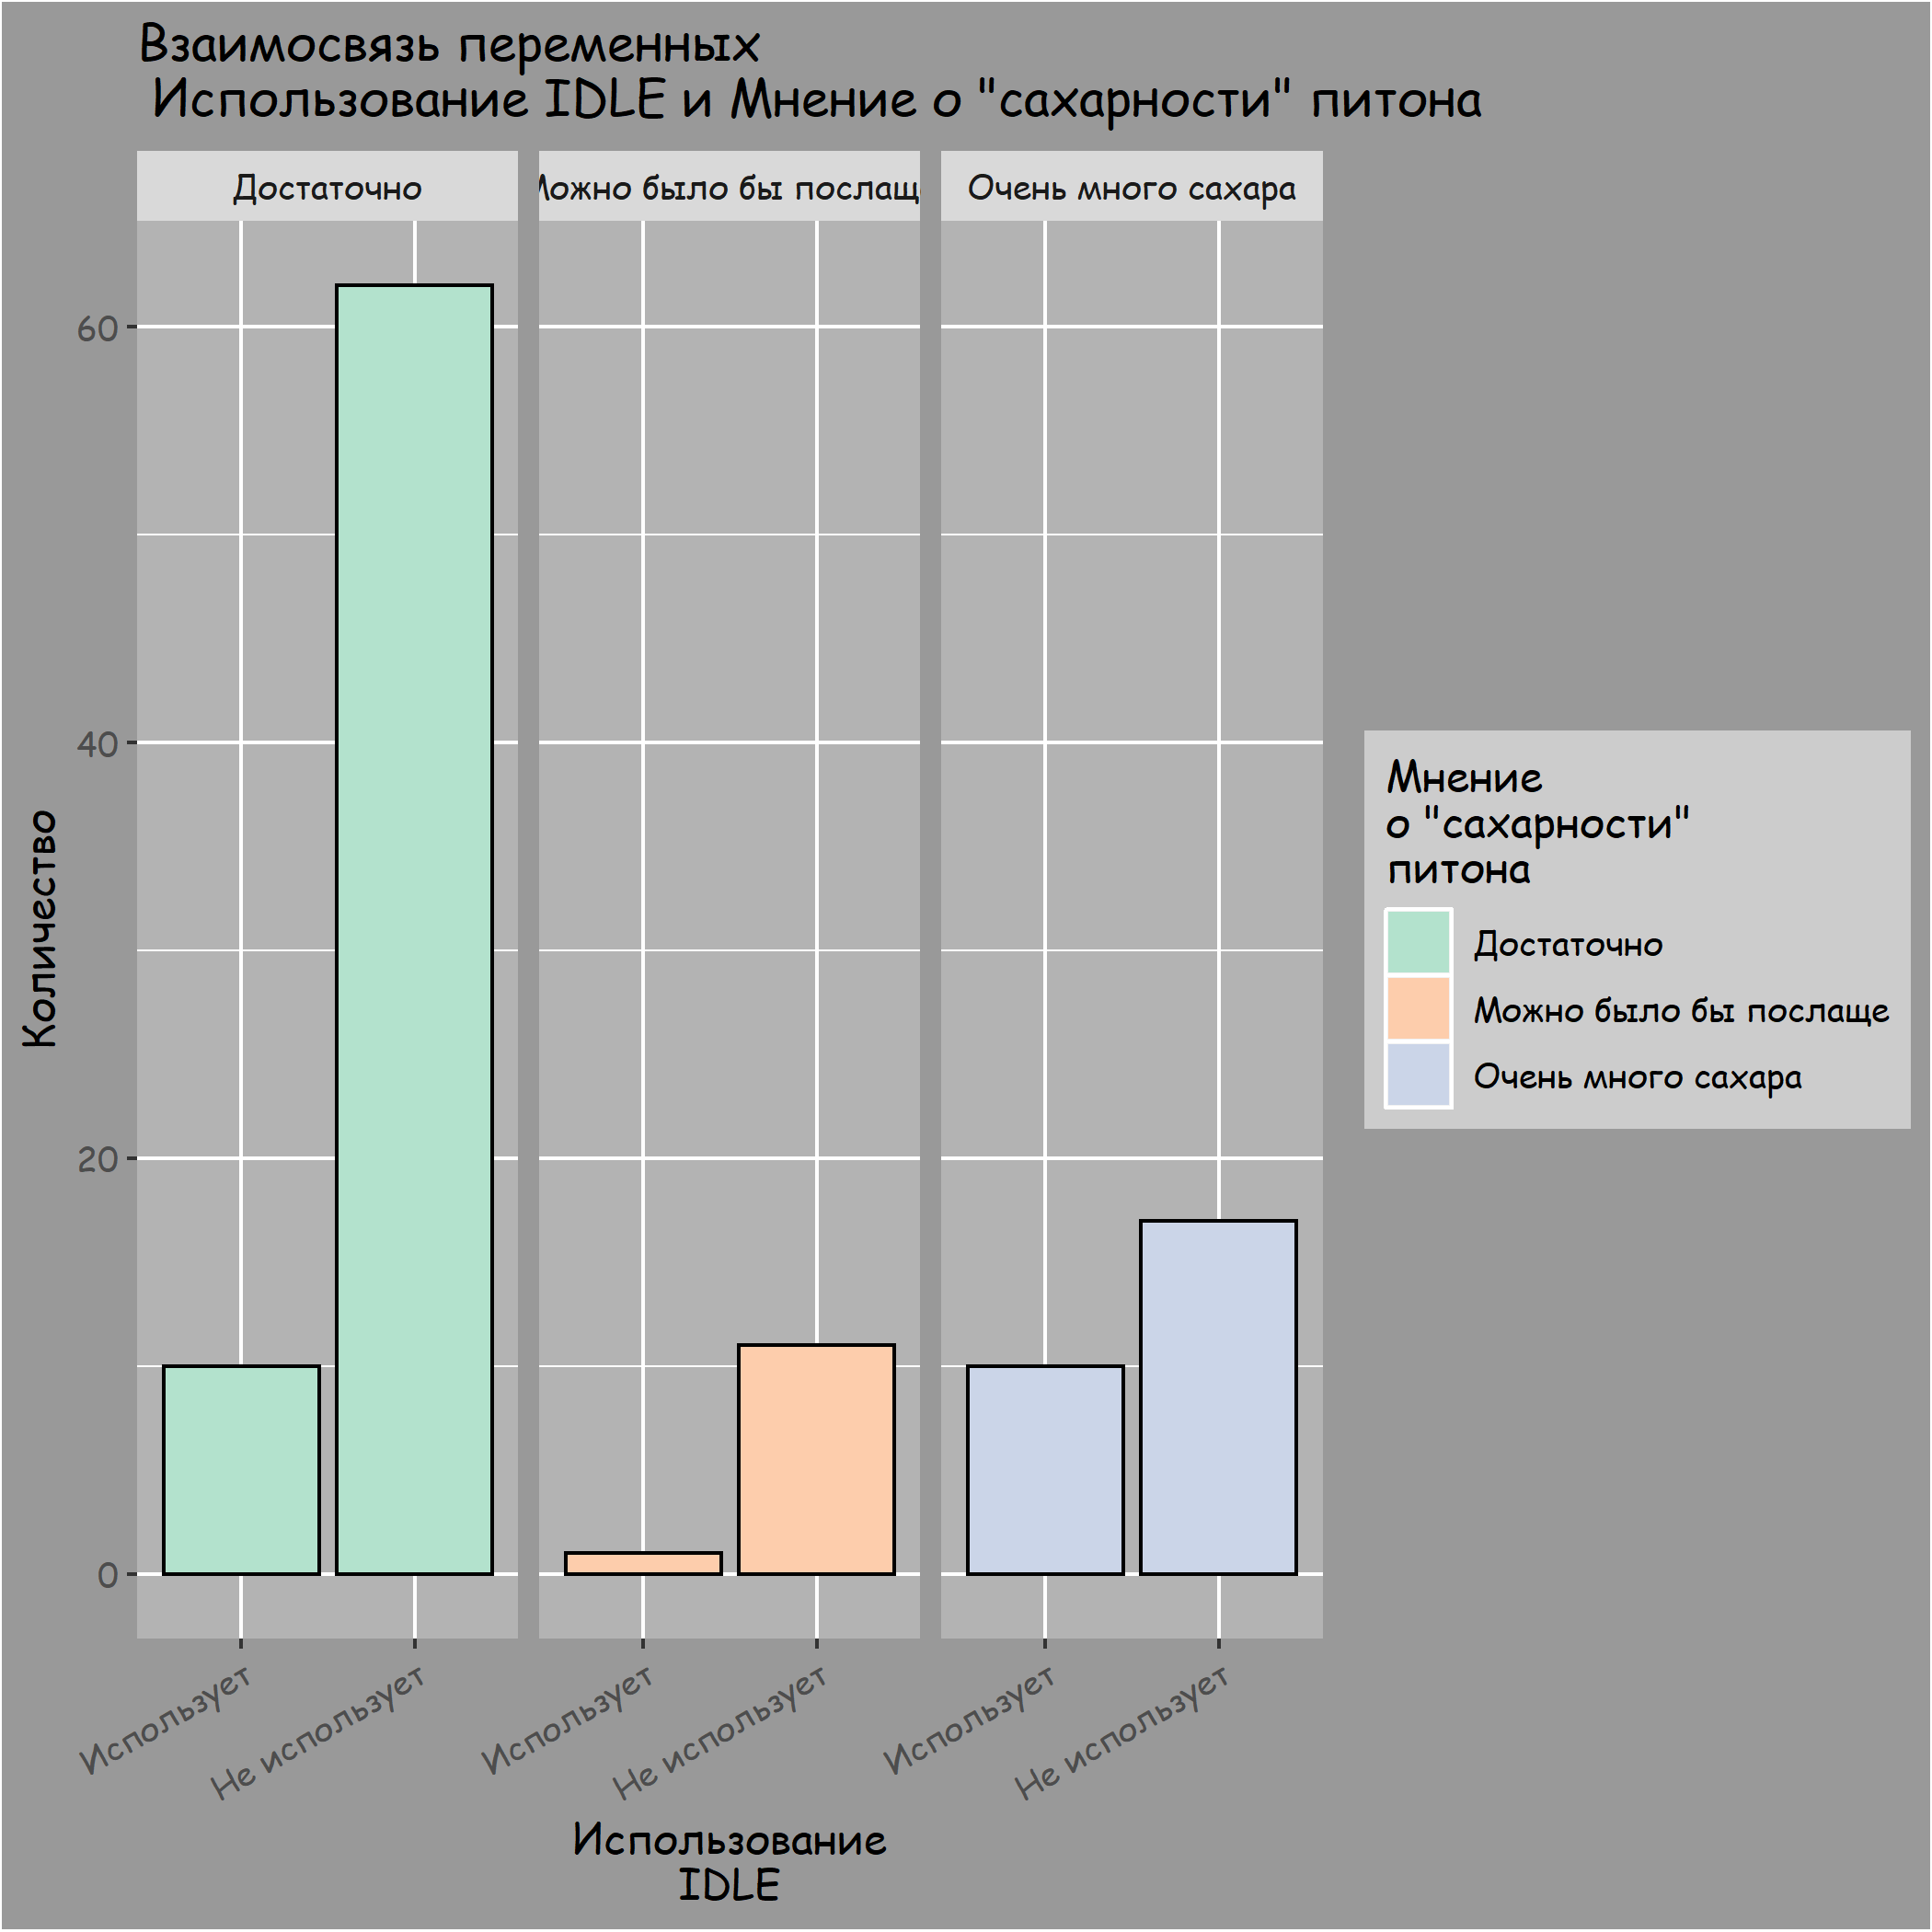 Взаимосвязь переменных
Использование IDLE и Мнение о "сахарности" питона
Достаточно
Можно было бы послаще
Очень много сахара
60
40
20
0
Количество
Использует
Не использует
Использует
Не использует
Использует
Не использует
Использование
IDLE
Мнение
о "сахарности"
питона
Достаточно
Можно было бы послаще
Очень много сахара